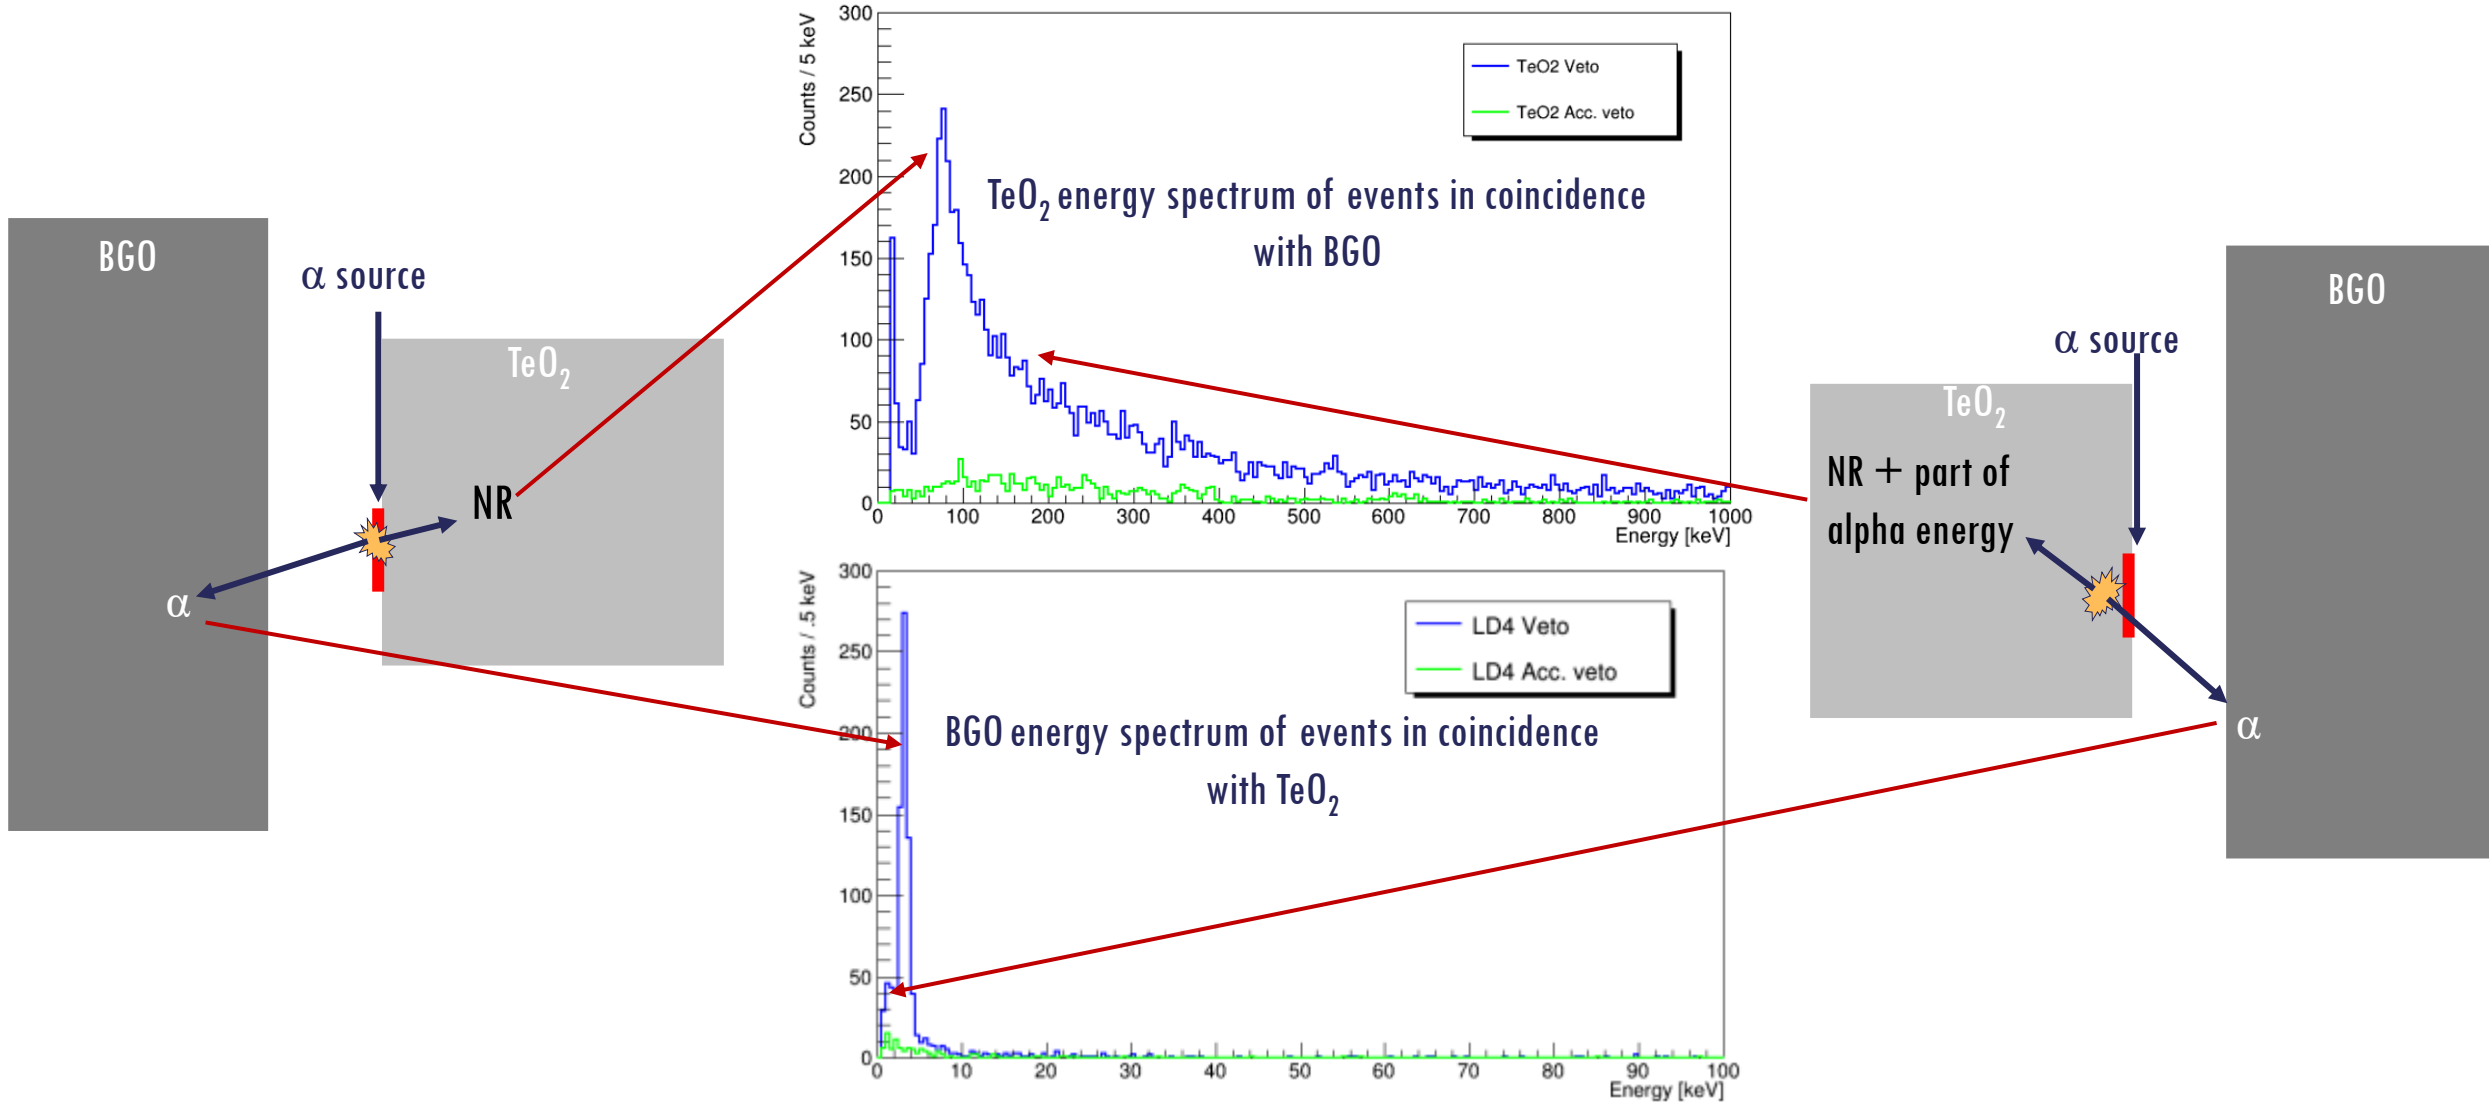 BGO
α source
TeO2
NR
α
Counts / 5 keV
300
250
200
150
100
50
0
TeO2 Veto
TeO2 Acc. veto
TeO2 energy spectrum of events in coincidence
with BGO
0 100 200 300 400 500 600 700 800 900 1000
Energy [keV]
Counts / .5 keV
300
250
200
150
100
50
0
LD4 Veto
LD4 Acc. veto
BGO energy spectrum of events in coincidence
with TeO2
0 10 20 30 40 50 60 70 80 90 100
Energy [keV]
BGO
α source
TeO2
NR + part of
alpha energy
α